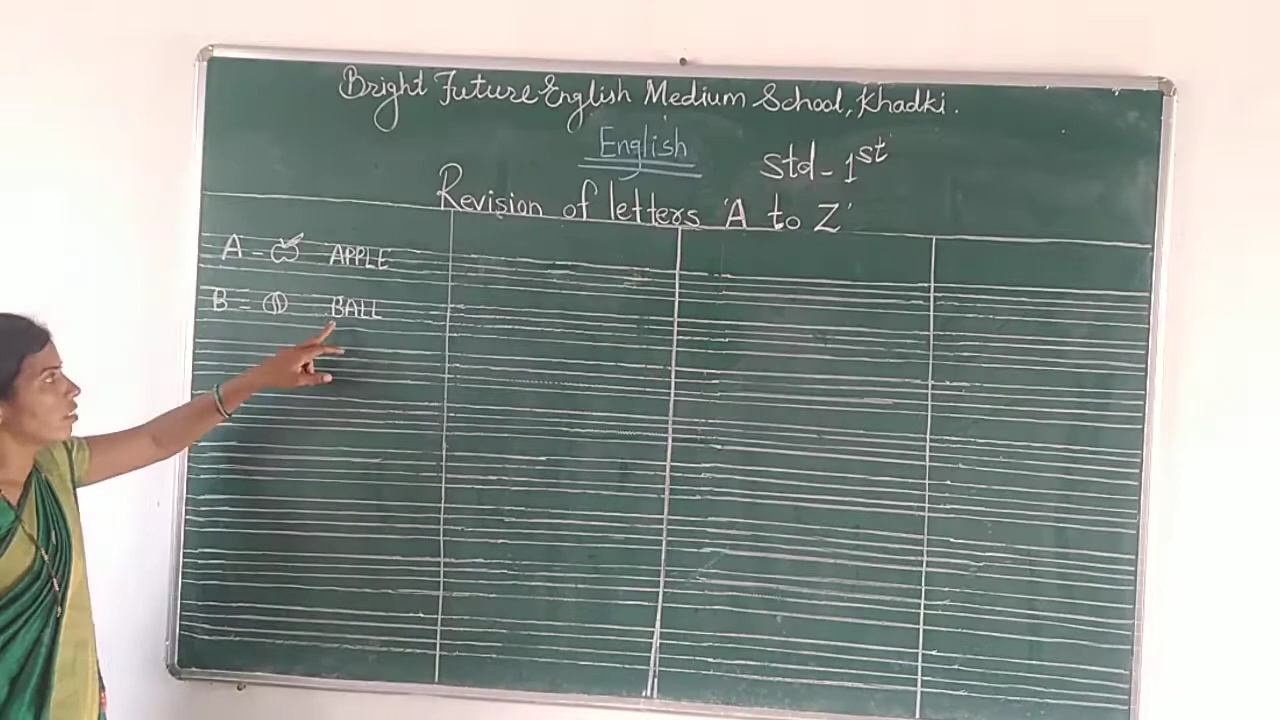 Bright Future English Medium School, Khadki.
English
Std - 1st
Revision of letters 'A to Z'
A - APPLE
B - BALL